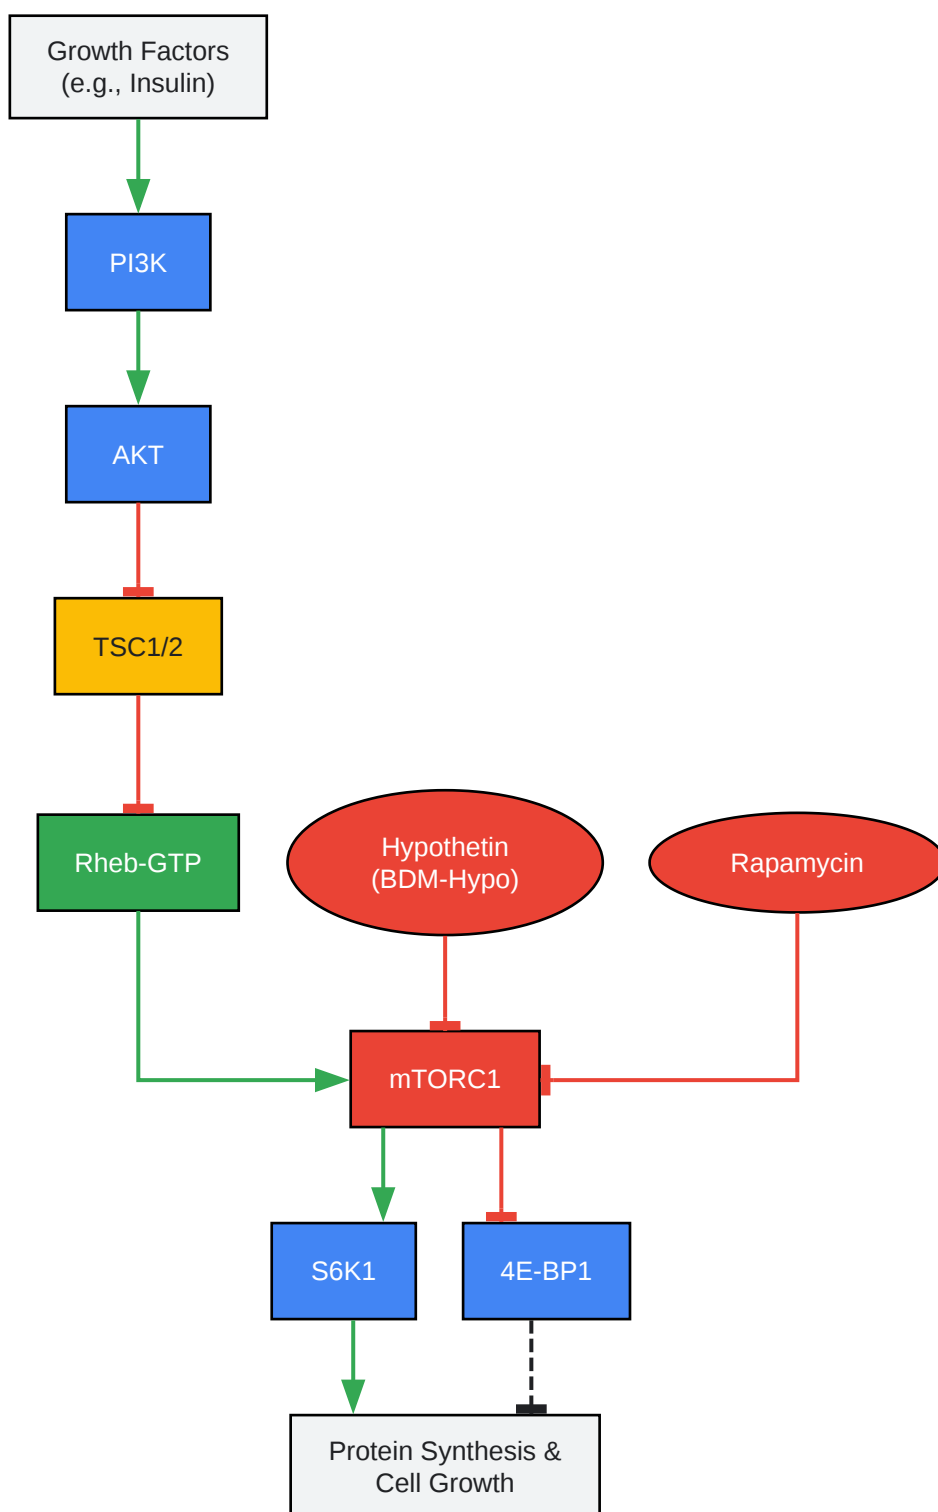 Growth Factors
(e.g., Insulin)
PI3K
AKT
TSC1/2
Rheb-GTP
Hypothetin
(BDM-Hypo)
Rapamycin
mTORC1
S6K1
4E-BP1
Protein Synthesis &
Cell Growth